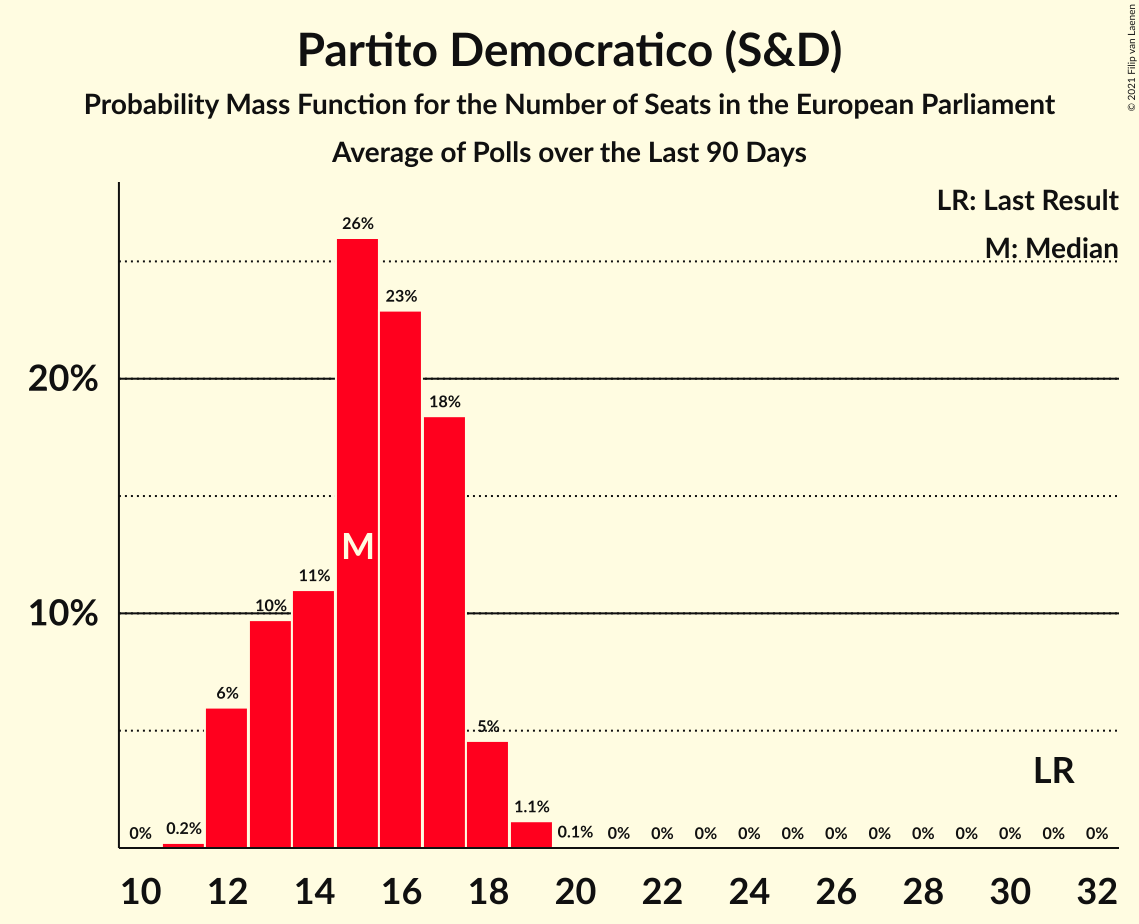 Partito Democratico (S&D)
Probability Mass Function for the Number of Seats in the European Parliament
Average of Polls over the Last 90 Days
© 2021 Filip van Laenen
LR: Last Result
M: Median
26%
23%
20%
18%
M
11%
10%
10%
6%
5%
LR
0% 0.2% 1.1% 0.1% 0% 0% 0% 0% 0% 0% 0% 0% 0% 0% 0% 0%
10 12 14 16 18 20 22 24 26 28 30 32